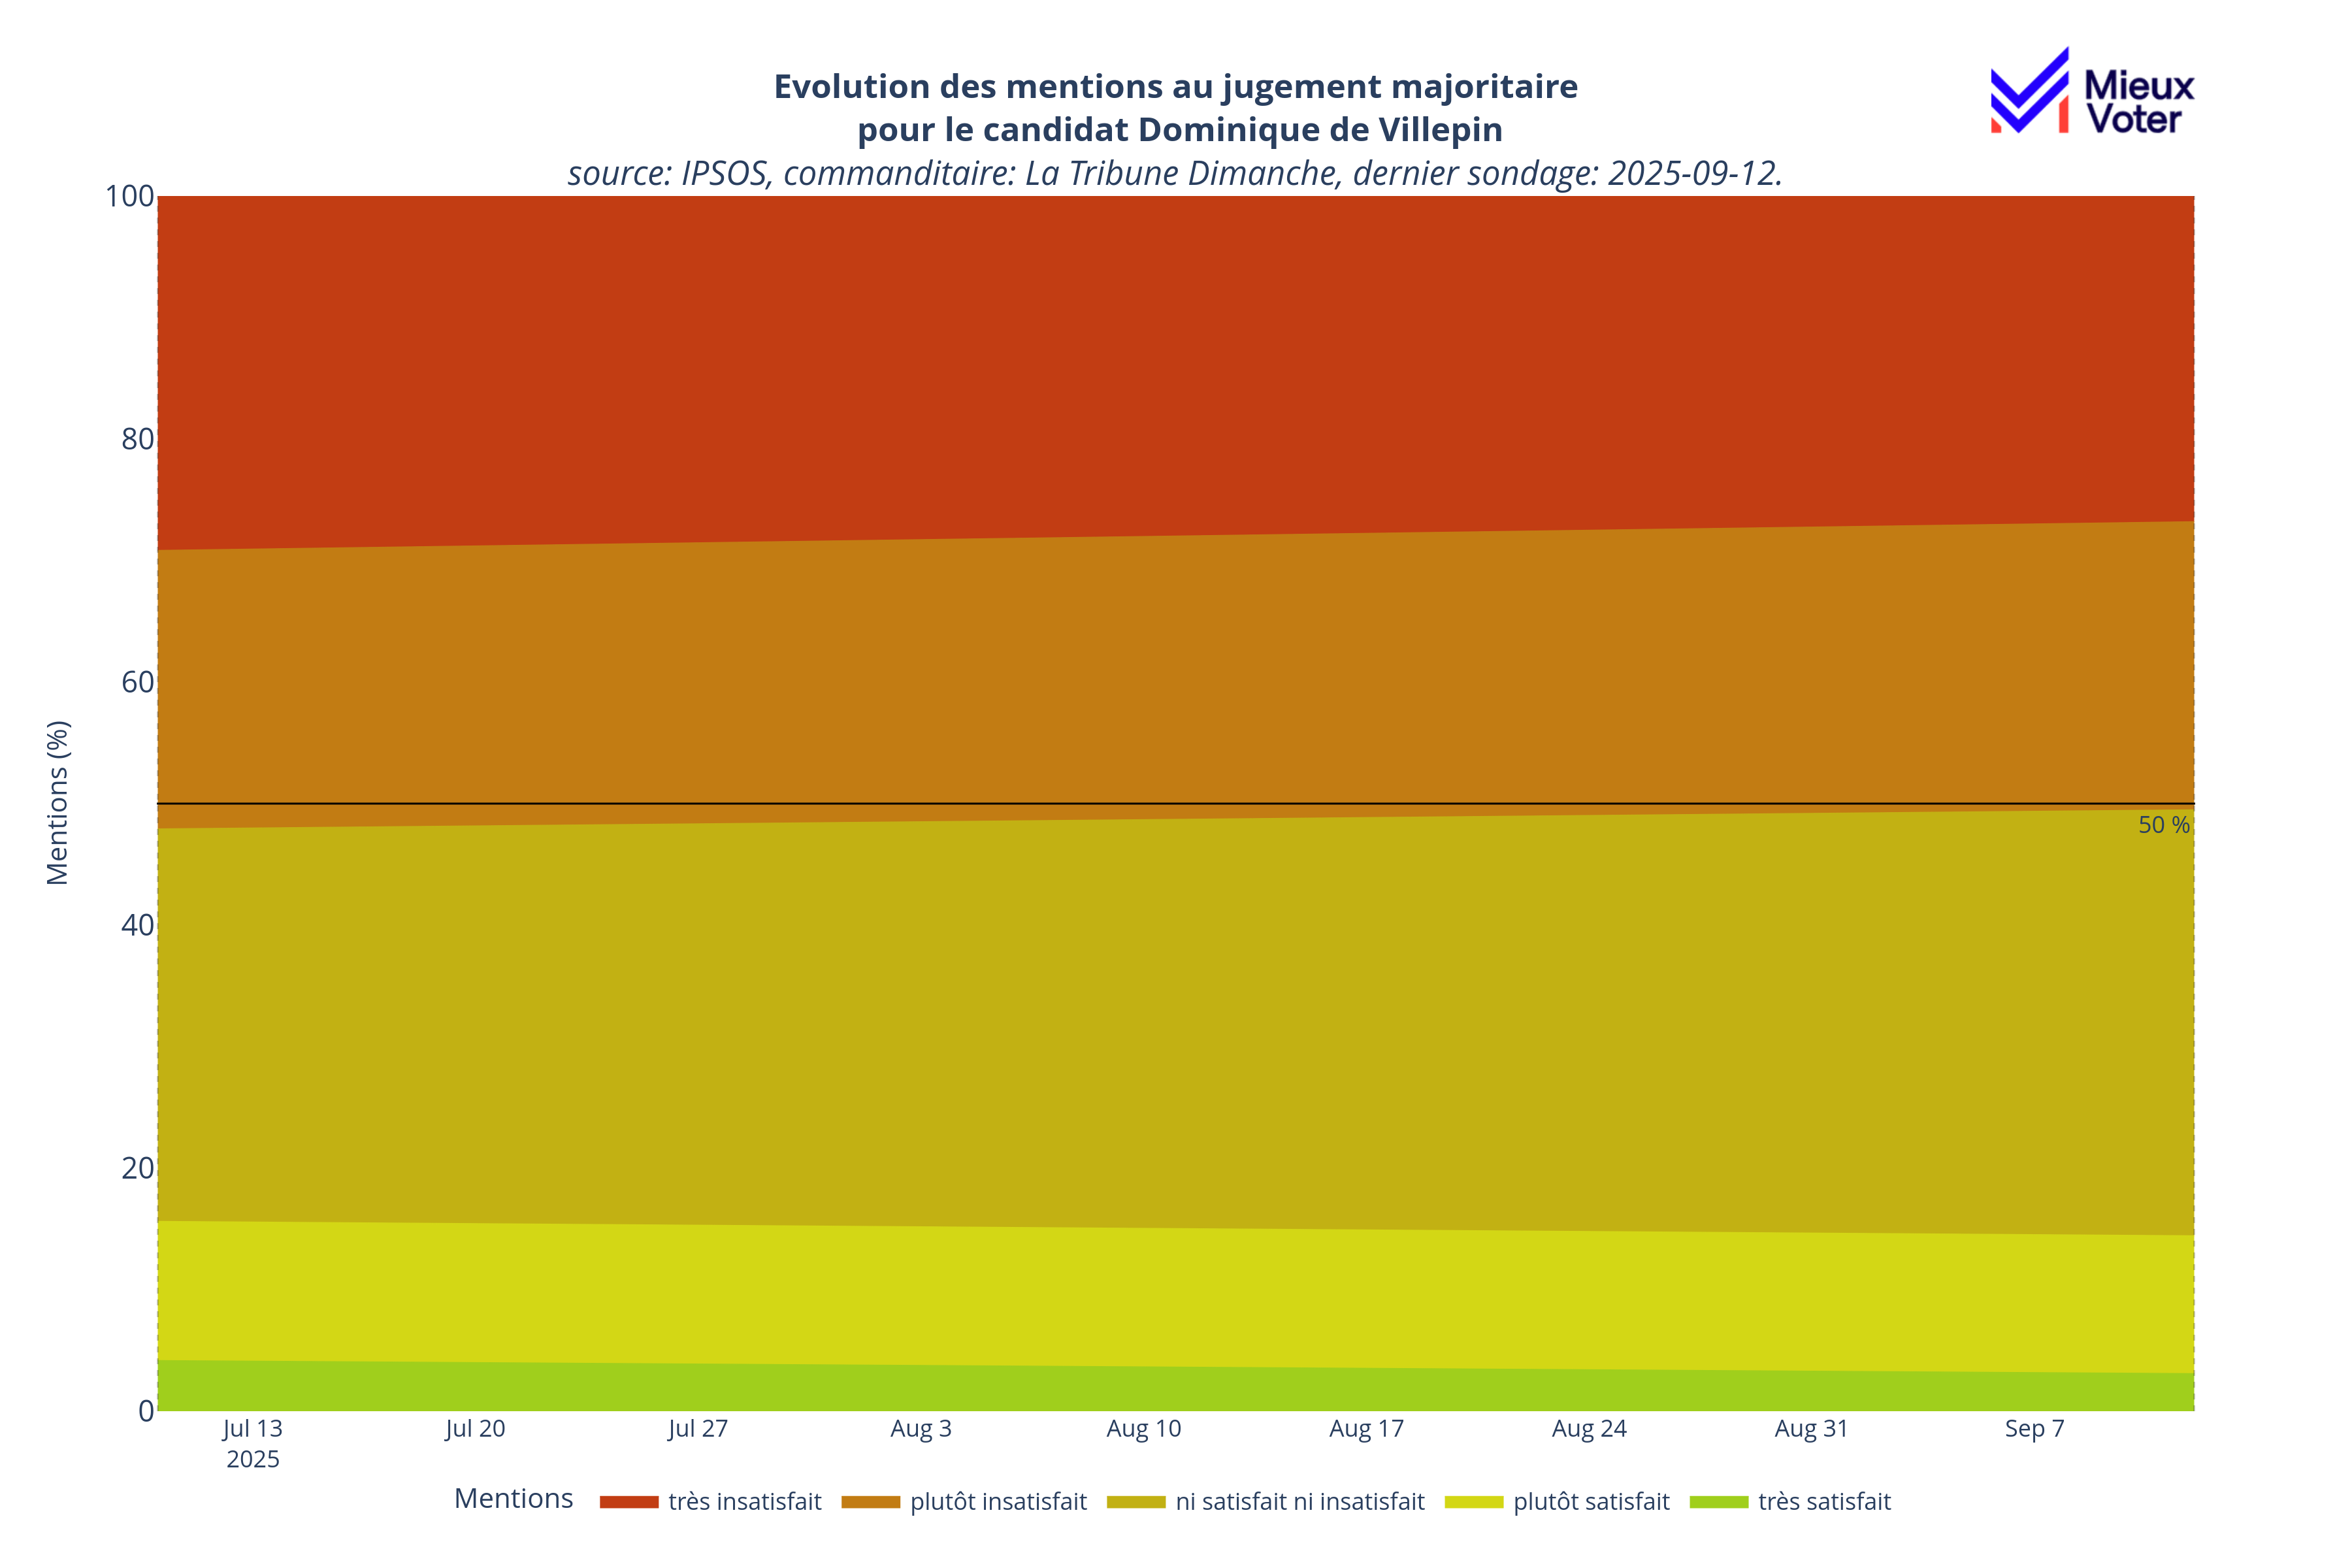 Evolution des mentions au jugement majoritaire
pour le candidat Dominique de Villepin
source: IPSOS, commanditaire: La Tribune Dimanche, dernier sondage: 2025-09-12.
Mieux
Voter
100
80
60
40
20
0
Mentions (%)
50 %
Jul 13
2025
Jul 20
Jul 27
Aug 3
Aug 10
Aug 17
Aug 24
Aug 31
Sep 7
Mentions
très insatisfait
plutôt insatisfait
ni satisfait ni insatisfait
plutôt satisfait
très satisfait